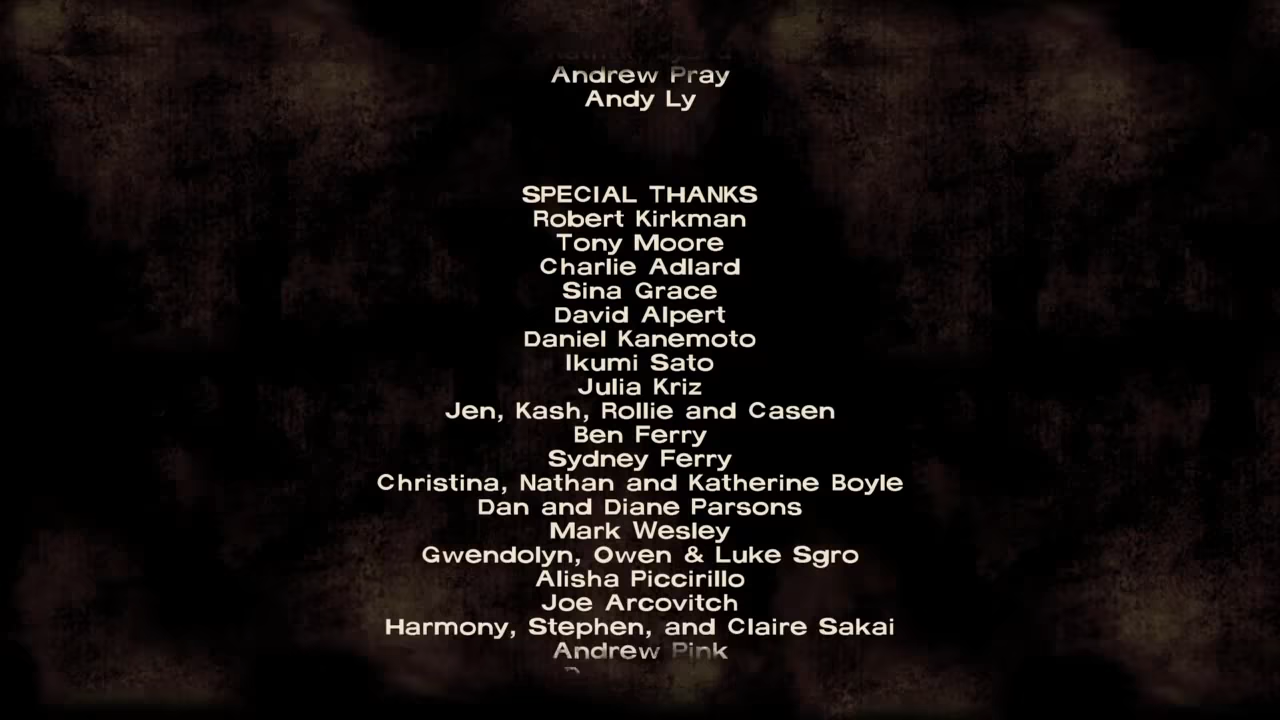 Andrew Pray
Andy Ly
SPECIAL THANKS
Robert Kirkman
Tony Moore
Charlie Adlard
Sina Grace
David Alpert
Daniel Kanemoto
Ikumi Sato
Julia Kriz
Jen, Kash, Rollie and Casen
Ben Ferry
Sydney Ferry
Christina, Nathan and Katherine Boyle
Dan and Diane Parsons
Mark Wesley
Gwendolyn, Owen & Luke Sgro
Alisha Piccirillo
Joe Arcovitch
Harmony, Stephen, and Claire Sakai
Andrew Pink